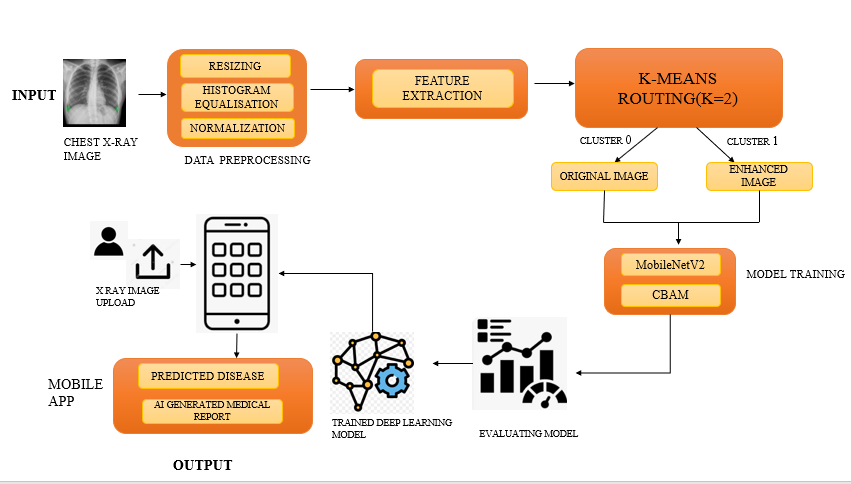 INPUT
CHEST X-RAY
IMAGE
RESIZING
HISTOGRAM
EQUALISATION
NORMALIZATION
DATA PREPROCESSING
FEATURE
EXTRACTION
K-MEANS
ROUTING(K=2)
CLUSTER 0
CLUSTER 1
ORIGINAL IMAGE
ENHANCED
IMAGE
MobileNetV2
CBAM
MODEL TRAINING
EVALUATING MODEL
TRAINED DEEP LEARNING
MODEL
X RAY IMAGE
UPLOAD
MOBILE
APP
PREDICTED DISEASE
AI GENERATED MEDICAL
REPORT
OUTPUT